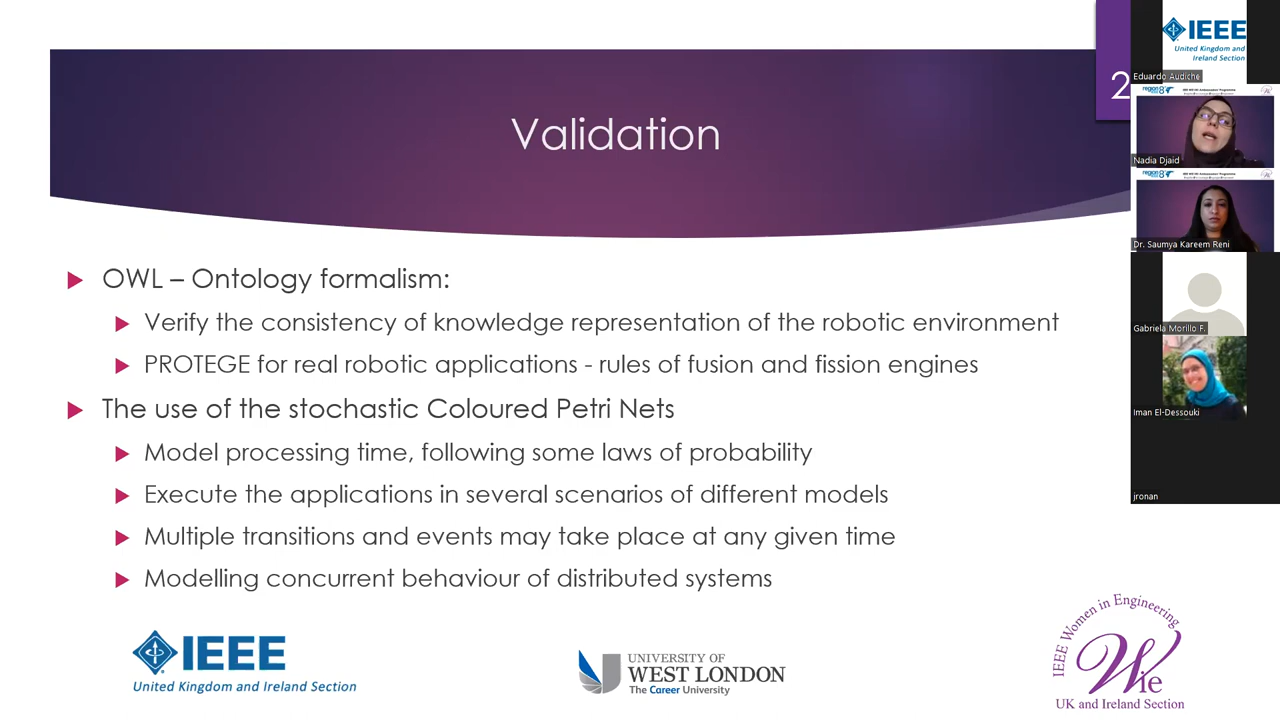 Validation
2
OWL – Ontology formalism:
Verify the consistency of knowledge representation of the robotic environment
PROTEGE for real robotic applications - rules of fusion and fission engines
The use of the stochastic Coloured Petri Nets
Model processing time, following some laws of probability
Execute the applications in several scenarios of different models
Multiple transitions and events may take place at any given time
Modelling concurrent behaviour of distributed systems
IEEE
United Kingdom and Ireland Section
UNIVERSITY OF
WEST LONDON
The Career University
IEEE Women in Engineering
Wie
UK and Ireland Section
IEEE
United Kingdom and
Ireland Section
Eduardo Audiche
region 8
Nadia Djaid
region 8
Dr. Saumya Kareem Reni
Gabriela Morillo F.
Iman El-Dessouki
jronan